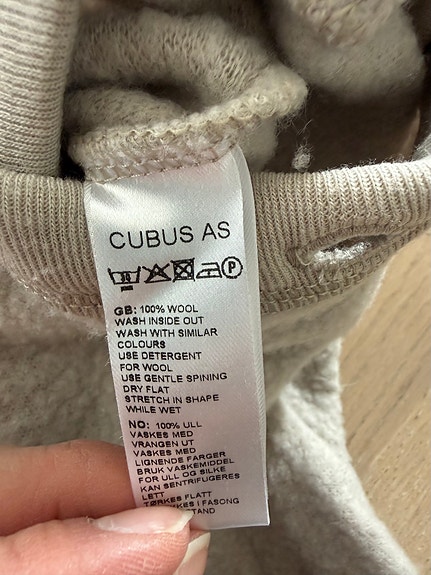 CUBUS AS
30 P
GB: 100% WOOL
WASH INSIDE OUT
WASH WITH SIMILAR
COLOURS
USE DETERGENT
FOR WOOL
USE GENTLE SPINING
DRY FLAT
STRETCH IN SHAPE
WHILE WET
NO: 100% ULL
VASKES MED
VRANGEN UT
VASKES MED
LIGNENDE FARGER
BRUK VASKEMIDDEL
FOR ULL OG SILKE
KAN SENTRIFUGERES
LETT
TØRKES FLATT
I FASONG